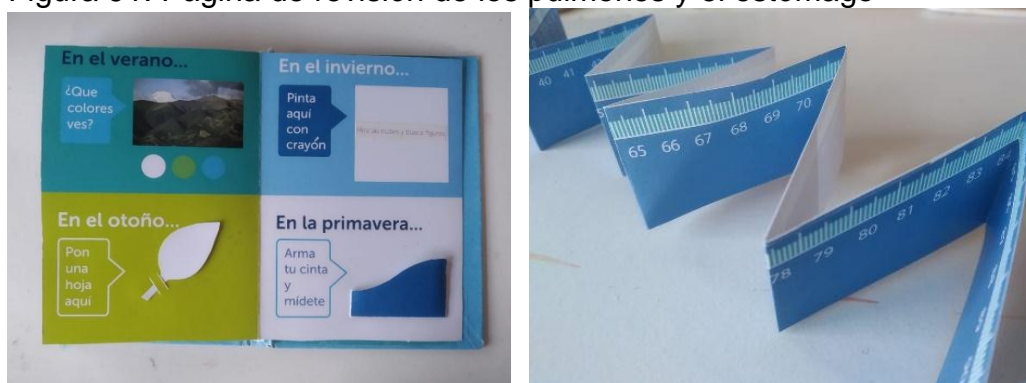 En el verano...
¿Que
colores
ves?
En el invierno...
Pinta
aquí
con
crayón
En el otoño...
Pon
una
hoja
aquí
En la primavera...
Arma
tu cinta
y
mídete
40 41
65 66 67 68 69 70
78 79 80 81 82 83